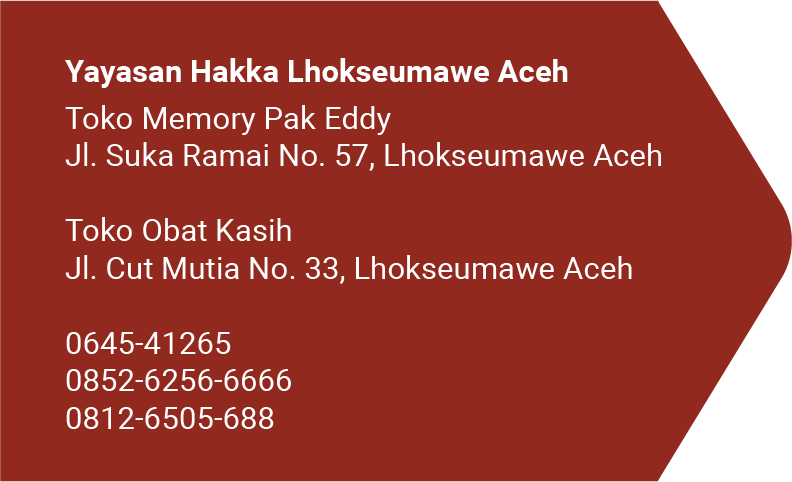 Yayasan Hakka Lhokseumawe Aceh
Toko Memory Pak Eddy
Jl. Suka Ramai No. 57, Lhokseumawe Aceh
Toko Obat Kasih
Jl. Cut Mutia No. 33, Lhokseumawe Aceh
0645-41265
0852-6256-6666
0812-6505-688